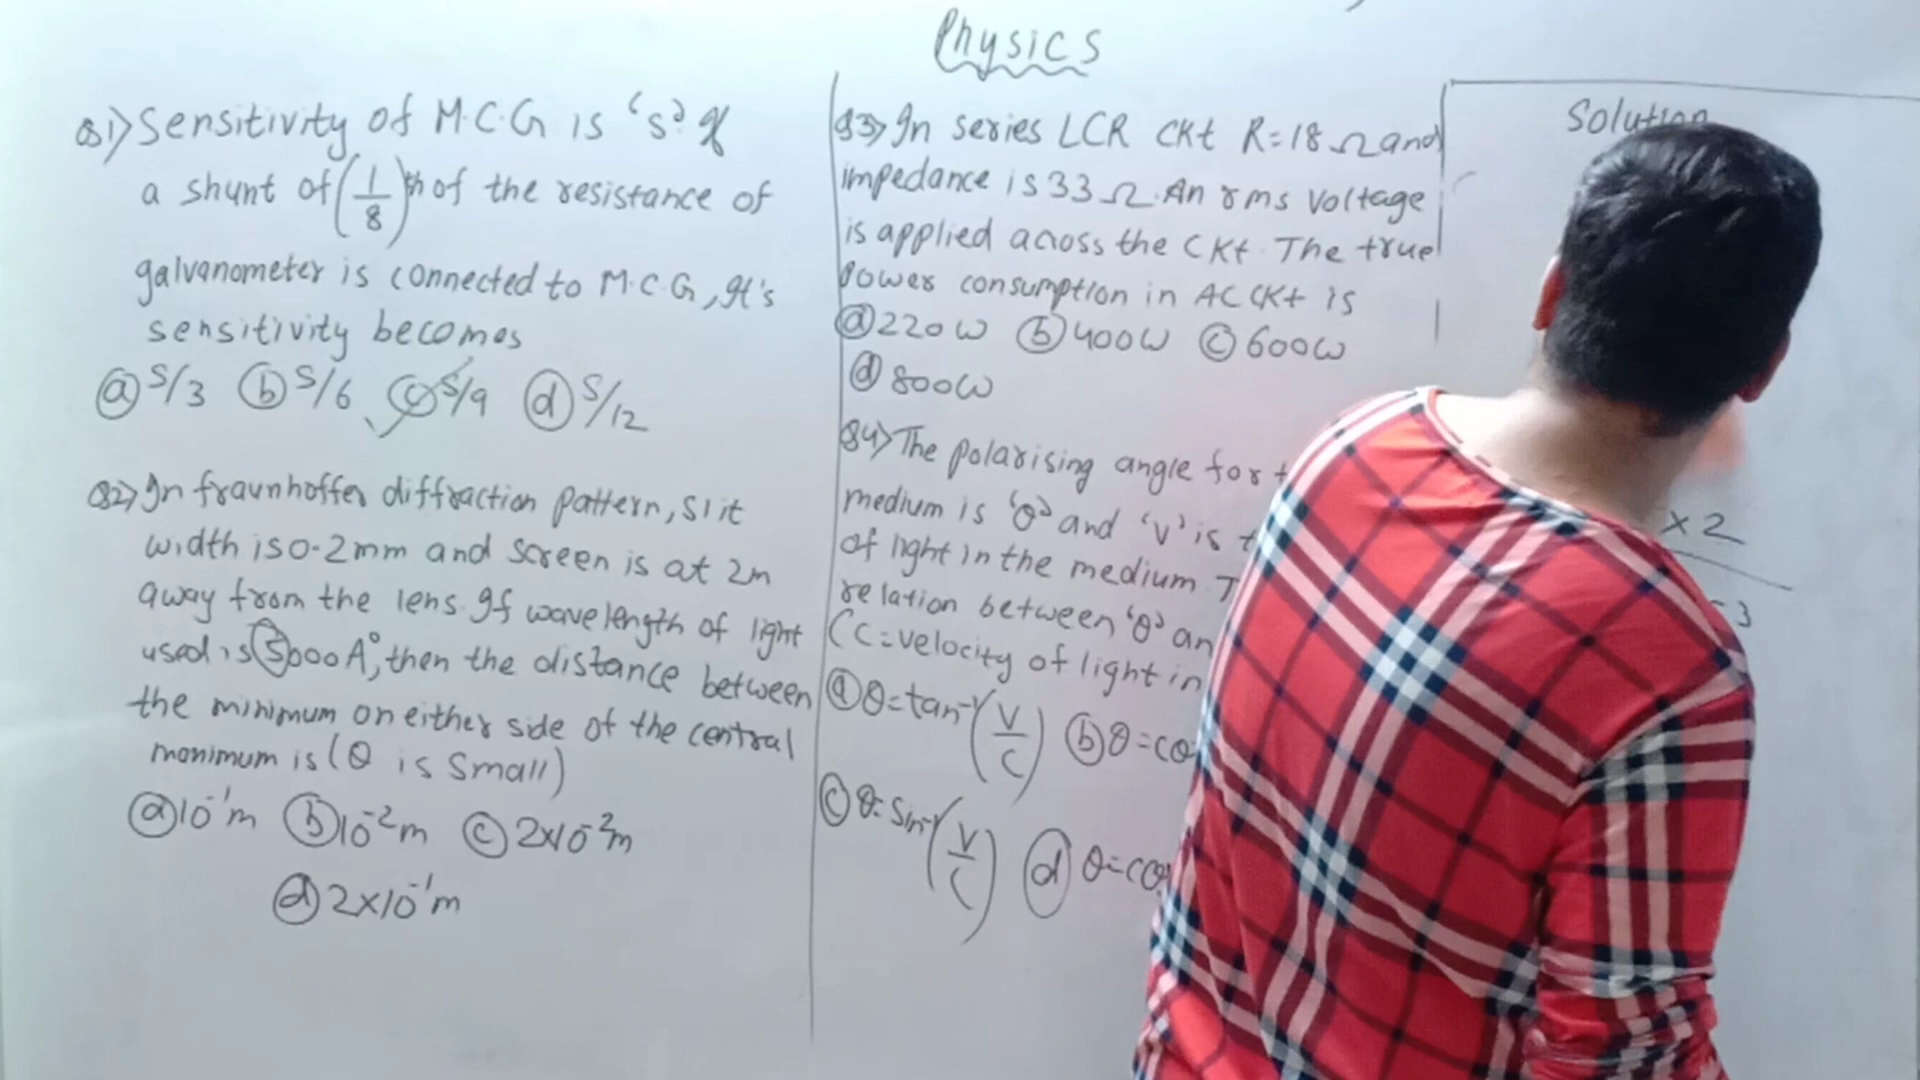 Physics
Q1) Sensitivity of M.C.G is 's'. If
a shunt of (1/8)th of the resistance of
galvanometer is connected to M.C.G, It's
sensitivity becomes
(a) S/3 (b) S/6 (c) S/9 (d) S/12
Q2) In fraunhoffer diffraction pattern, slit
width is 0.2mm and screen is at 2m
away from the lens. If wavelength of light
used is 5000 A°, then the distance between
the minimum on either side of the central
maximum is (θ is small)
(a) 10⁻¹m (b) 10⁻²m (c) 2×10⁻²m
(d) 2×10⁻¹m
Q3) In series LCR CKt R=18Ω and
impedance is 33Ω. An rms voltage
is applied across the CKt. The true
power consumption in AC CKt is
(a) 220W (b) 400W (c) 600W
(d) 800W
Q4) The polarising angle for
medium is 'θ' and 'v' is
of light in the medium.
relation between 'θ'
(C=velocity of light in
(a) θ=tan⁻¹(V/C) (b) θ=
(c) θ=Sin⁻¹(V/C) (d) θ=
Solution
×2
3